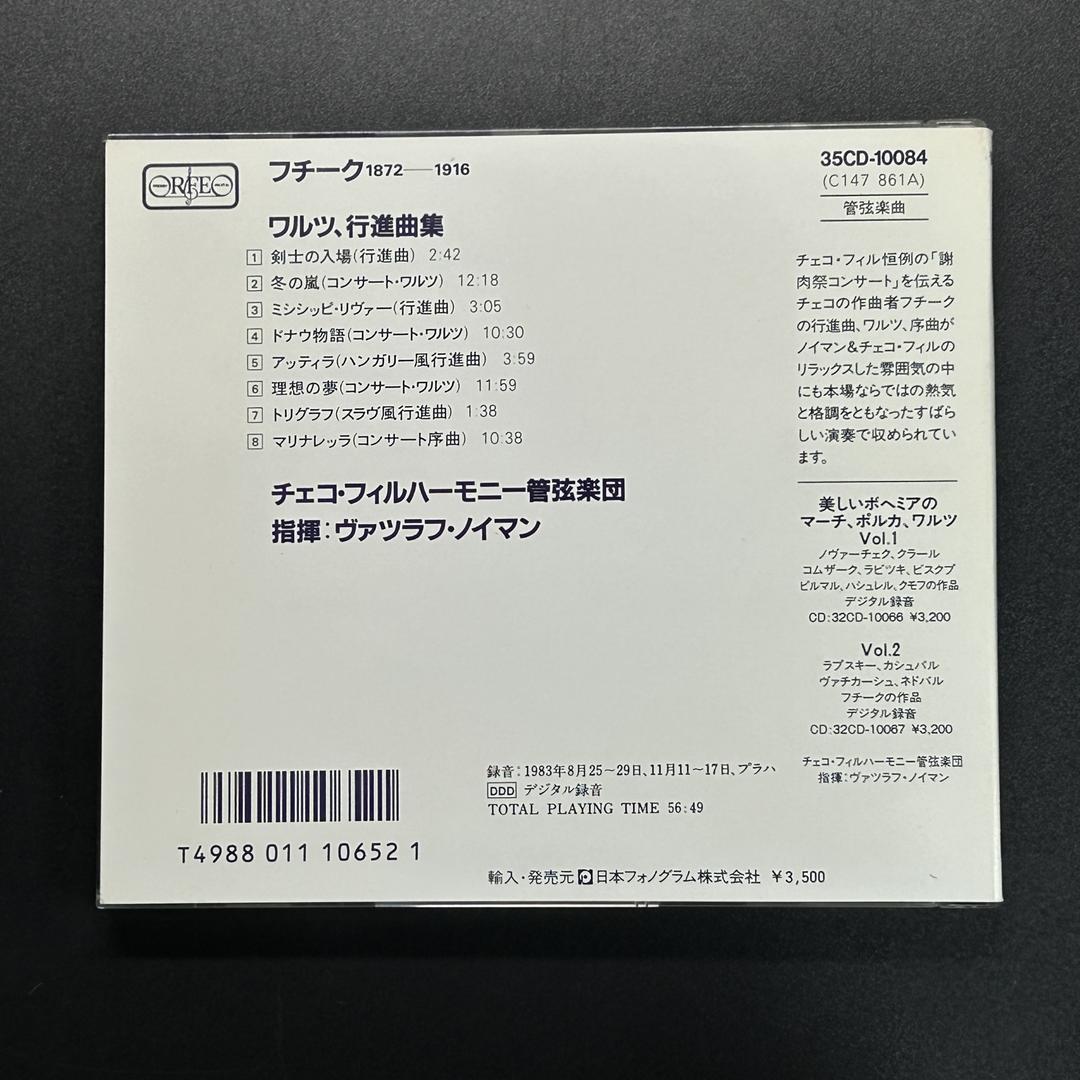 ORFEO
フチーク1872—1916
ワルツ、行進曲集
1 剣士の入場(行進曲) 2:42
2 冬の嵐(コンサート・ワルツ) 12:18
3 ミシシッピ・リヴァー(行進曲) 3:05
4 ドナウ物語(コンサート・ワルツ) 10:30
5 アッティラ(ハンガリー風行進曲) 3:59
6 理想の夢(コンサート・ワルツ) 11:59
7 トリグラフ(スラヴ風行進曲) 1:38
8 マリナレッラ(コンサート序曲) 10:38
チェコ・フィルハーモニー管弦楽団
指揮:ヴァツラフ・ノイマン
35CD-10084
(C147 861A)
管弦楽曲
チェコ・フィル恒例の「謝
肉祭コンサート」を伝える
チェコの作曲者フチーク
の行進曲、ワルツ、序曲が
ノイマン&チェコ・フィルの
リラックスした雰囲気の中
にも本場ならではの熱気
と格調をともなったすばら
しい演奏で収められてい
ます。
美しいボヘミアの
マーチ、ポルカ、ワルツ
Vol.1
ノヴァーチェク、クラール
コムザーク、ラビツキ、ビスクプ
ピルマル、ハシュレル、クモフの作品
デジタル録音
CD:32CD-10066 ¥3,200
Vol.2
ラブスキー、カシュバル
ヴァチカーシュ、ネドバル
フチークの作品
デジタル録音
CD:32CD-10067 ¥3,200
チェコ・フィルハーモニー管弦楽団
指揮:ヴァツラフ・ノイマン
録音:1983年8月25~29日、11月11~17日、プラハ
DDD デジタル録音
TOTAL PLAYING TIME 56:49
T4988 011 10652 1
輸入・発売元 日本フォノグラム株式会社 ¥3,500